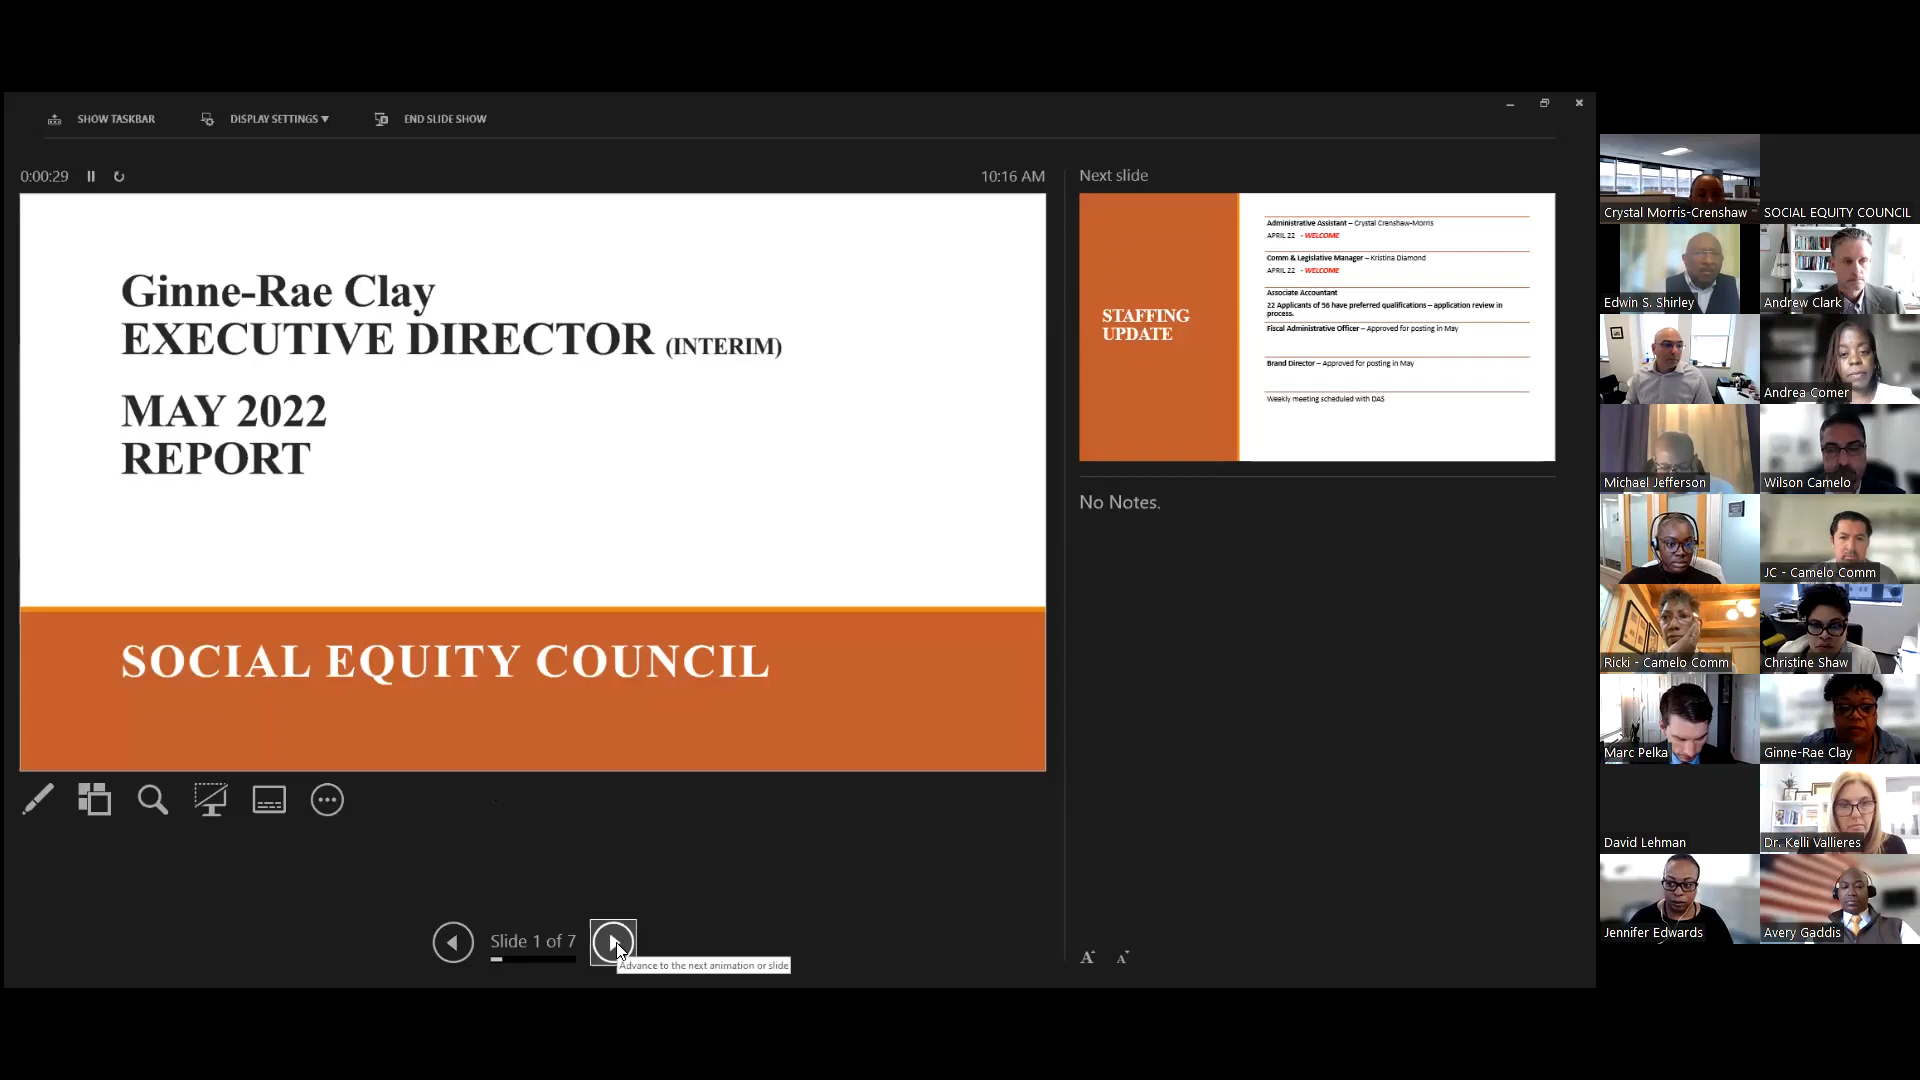 SHOW TASKBAR
DISPLAY SETTINGS ▼
END SLIDE SHOW
0:00:29
10:16 AM
Ginne-Rae Clay
EXECUTIVE DIRECTOR (INTERIM)
MAY 2022
REPORT
SOCIAL EQUITY COUNCIL
Slide 1 of 7
Advance to the next animation or slide
Next slide
STAFFING
UPDATE
Administrative Assistant – Crystal Crenshaw-Morris
APRIL 22 - WELCOME
Comm & Legislative Manager – Kristina Diamond
APRIL 22 - WELCOME
Associate Accountant
22 Applicants of 56 have preferred qualifications – application review in
process.
Fiscal Administrative Officer – Approved for posting in May
Brand Director – Approved for posting in May
Weekly meeting scheduled with DAS
No Notes.
A A
Crystal Morris-Crenshaw
SOCIAL EQUITY COUNCIL
Edwin S. Shirley
Andrew Clark
Andrea Comer
Michael Jefferson
Wilson Camelo
JC - Camelo Comm
Ricki - Camelo Comm
Christine Shaw
Marc Pelka
Ginne-Rae Clay
David Lehman
Dr. Kelli Vallieres
Jennifer Edwards
Avery Gaddis